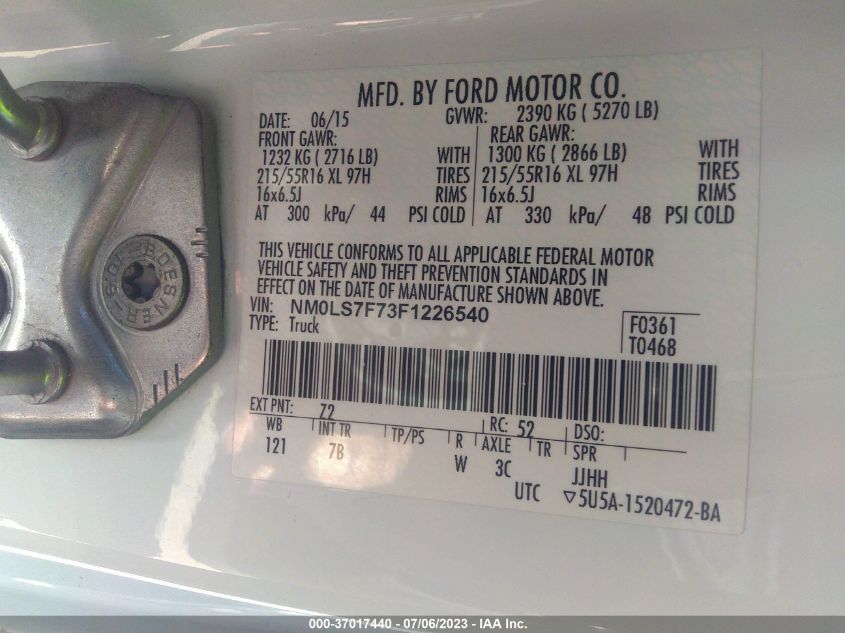 MFD. BY FORD MOTOR CO.
DATE: 06/15 GVWR: 2390 KG ( 5270 LB)
FRONT GAWR: REAR GAWR:
1232 KG ( 2716 LB) WITH 1300 KG ( 2866 LB) WITH
215/55R16 XL 97H TIRES 215/55R16 XL 97H TIRES
16x6.5J RIMS 16x6.5J RIMS
AT 300 kPa/ 44 PSI COLD AT 330 kPa/ 48 PSI COLD
THIS VEHICLE CONFORMS TO ALL APPLICABLE FEDERAL MOTOR
VEHICLE SAFETY AND THEFT PREVENTION STANDARDS IN
EFFECT ON THE DATE OF MANUFACTURE SHOWN ABOVE.
VIN: NM0LS7F73F1226540
TYPE: Truck
F0361
T0468
EXT PNT: 72 RC: 52 DSO:
WB INT TR TP/PS R AXLE TR SPR
121 7B W 3C JJHH
UTC ▽5U5A-1520472-BA
000-37017440 - 07/06/2023 - IAA Inc.